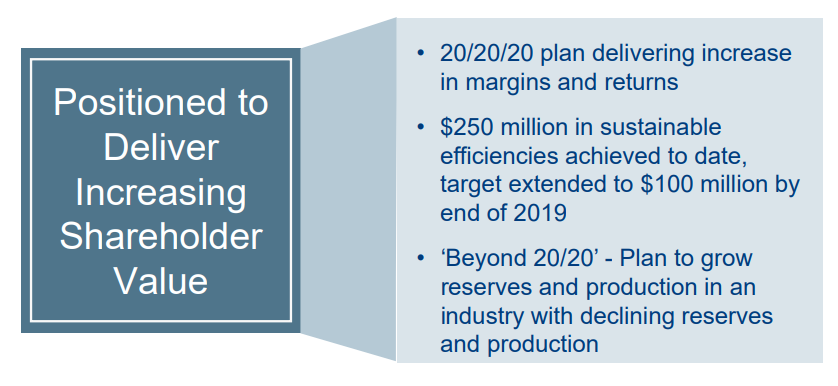 Positioned to
Deliver
Increasing
Shareholder
Value
• 20/20/20 plan delivering increase
in margins and returns
• $250 million in sustainable
efficiencies achieved to date,
target extended to $100 million by
end of 2019
• ‘Beyond 20/20’ - Plan to grow
reserves and production in an
industry with declining reserves
and production